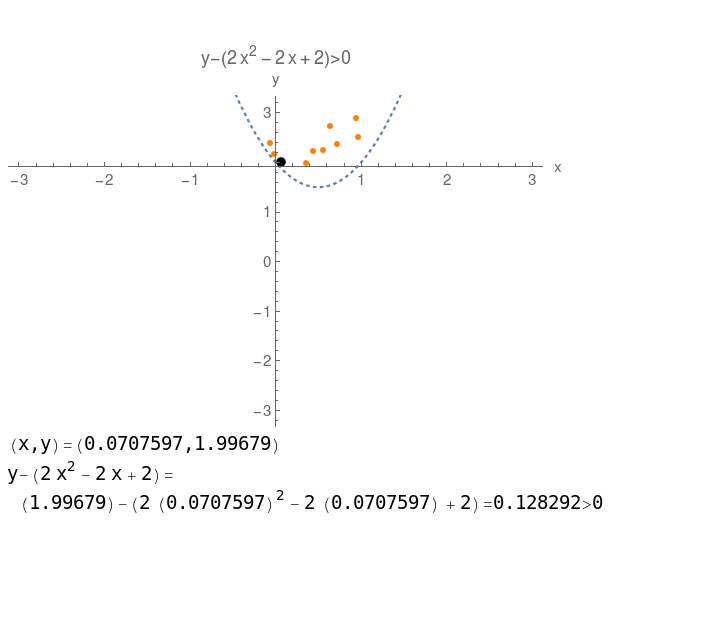 y−(2 x² − 2 x + 2)>0
y
3
x
−3 −2 −1 1 2 3
1
0
−1
−2
−3
(x,y) = (0.0707597,1.99679)
y− (2 x² − 2 x + 2) =
(1.99679) − (2 (0.0707597)² − 2 (0.0707597) + 2) =0.128292>0